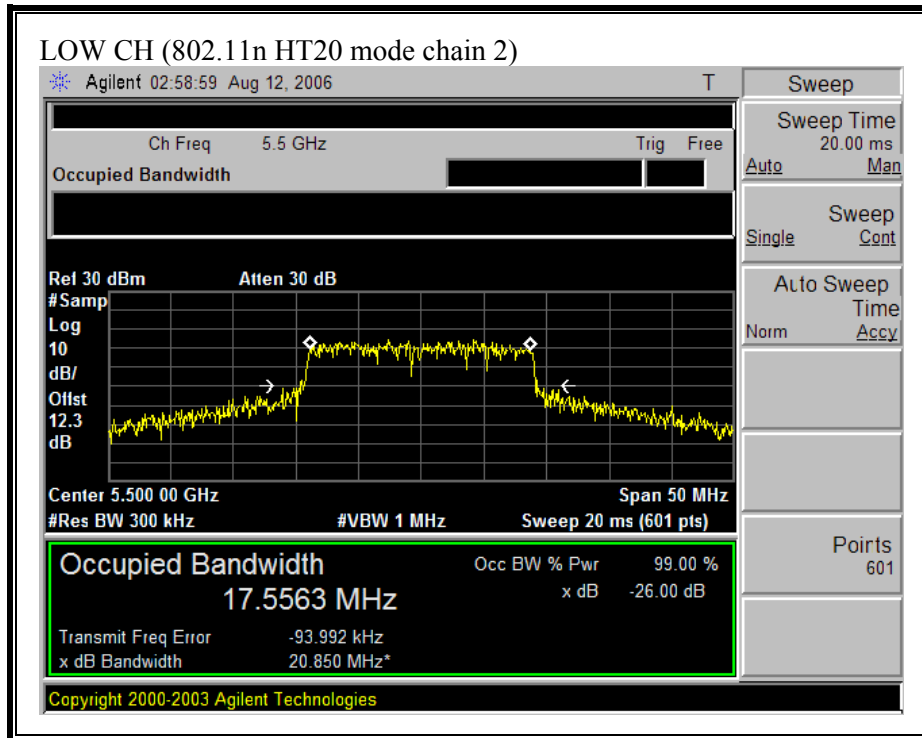 LOW CH (802.11n HT20 mode chain 2)
Agilent 02:58:59 Aug 12, 2006 T
Sweep
Ch Freq 5.5 GHz Trig Free
Occupied Bandwidth
Sweep Time
20.00 ms
Auto Man
Sweep
Single Cont
Auto Sweep
Time
Norm Accy
Ref 30 dBm Atten 30 dB
#Samp
Log
10
dB/
Offst
12.3
dB
Center 5.500 00 GHz Span 50 MHz
#Res BW 300 kHz #VBW 1 MHz Sweep 20 ms (601 pts)
Points
601
Occupied Bandwidth
17.5563 MHz
Occ BW % Pwr 99.00 %
x dB -26.00 dB
Transmit Freq Error -93.992 kHz
x dB Bandwidth 20.850 MHz*
Copyright 2000-2003 Agilent Technologies